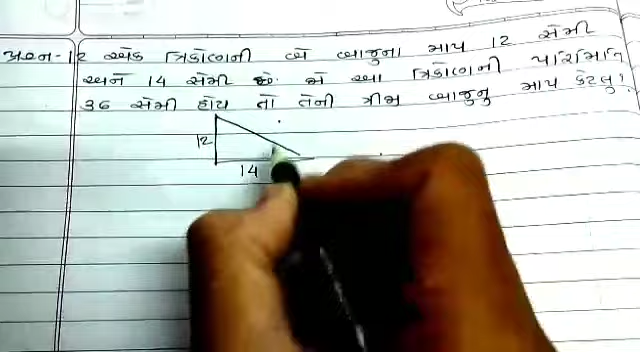 પ્રશ્ન-12 એક ત્રિકોણની બે બાજુના માપ 12 સેમી
અને 14 સેમી છે. જો આ ત્રિકોણની પરિમિતિ
36 સેમી હોય તો તેની ત્રીજી બાજુનુ માપ કેટલુ?
12
14